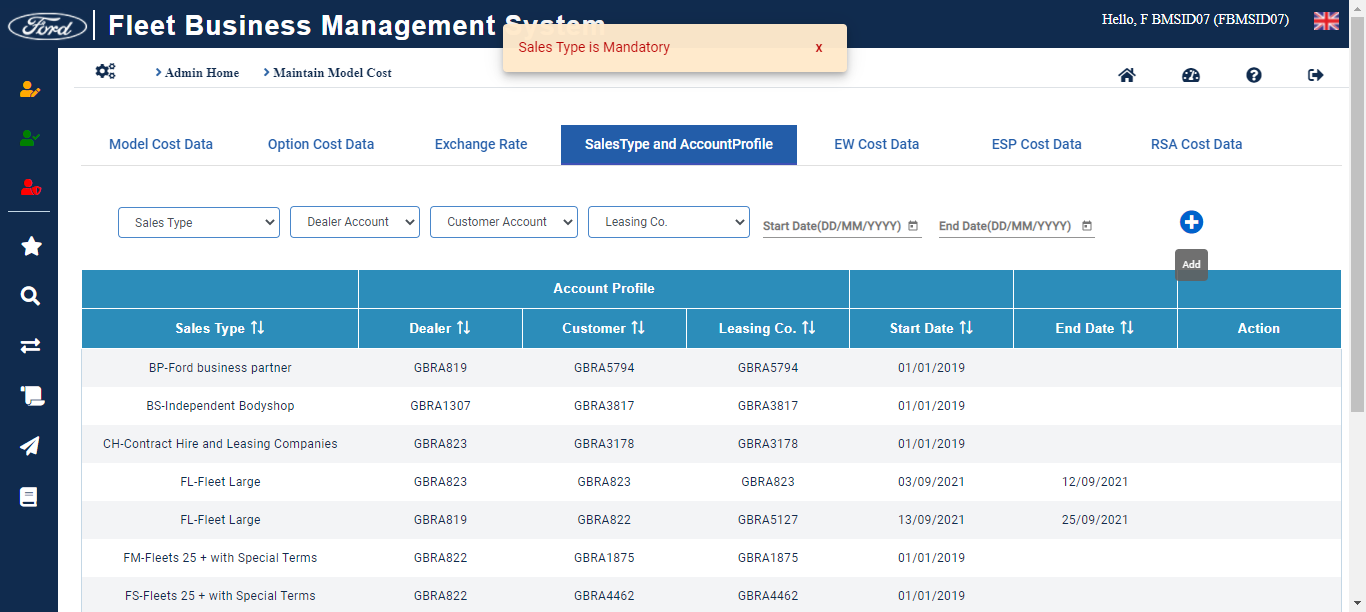 Ford
Fleet Business Management System
Hello, F BMSID07 (FBMSID07)
Sales Type is Mandatory x
Admin Home Maintain Model Cost
Model Cost Data Option Cost Data Exchange Rate SalesType and AccountProfile EW Cost Data ESP Cost Data RSA Cost Data
Sales Type Dealer Account Customer Account Leasing Co. Start Date(DD/MM/YYYY) End Date(DD/MM/YYYY)
Add
Account Profile
Sales Type Dealer Customer Leasing Co. Start Date End Date Action
BP-Ford business partner GBRA819 GBRA5794 GBRA5794 01/01/2019
BS-Independent Bodyshop GBRA1307 GBRA3817 GBRA3817 01/01/2019
CH-Contract Hire and Leasing Companies GBRA823 GBRA3178 GBRA3178 01/01/2019
FL-Fleet Large GBRA823 GBRA823 GBRA823 03/09/2021 12/09/2021
FL-Fleet Large GBRA819 GBRA822 GBRA5127 13/09/2021 25/09/2021
FM-Fleets 25 + with Special Terms GBRA822 GBRA1875 GBRA1875 01/01/2019
FS-Fleets 25 + with Special Terms GBRA822 GBRA4462 GBRA4462 01/01/2019